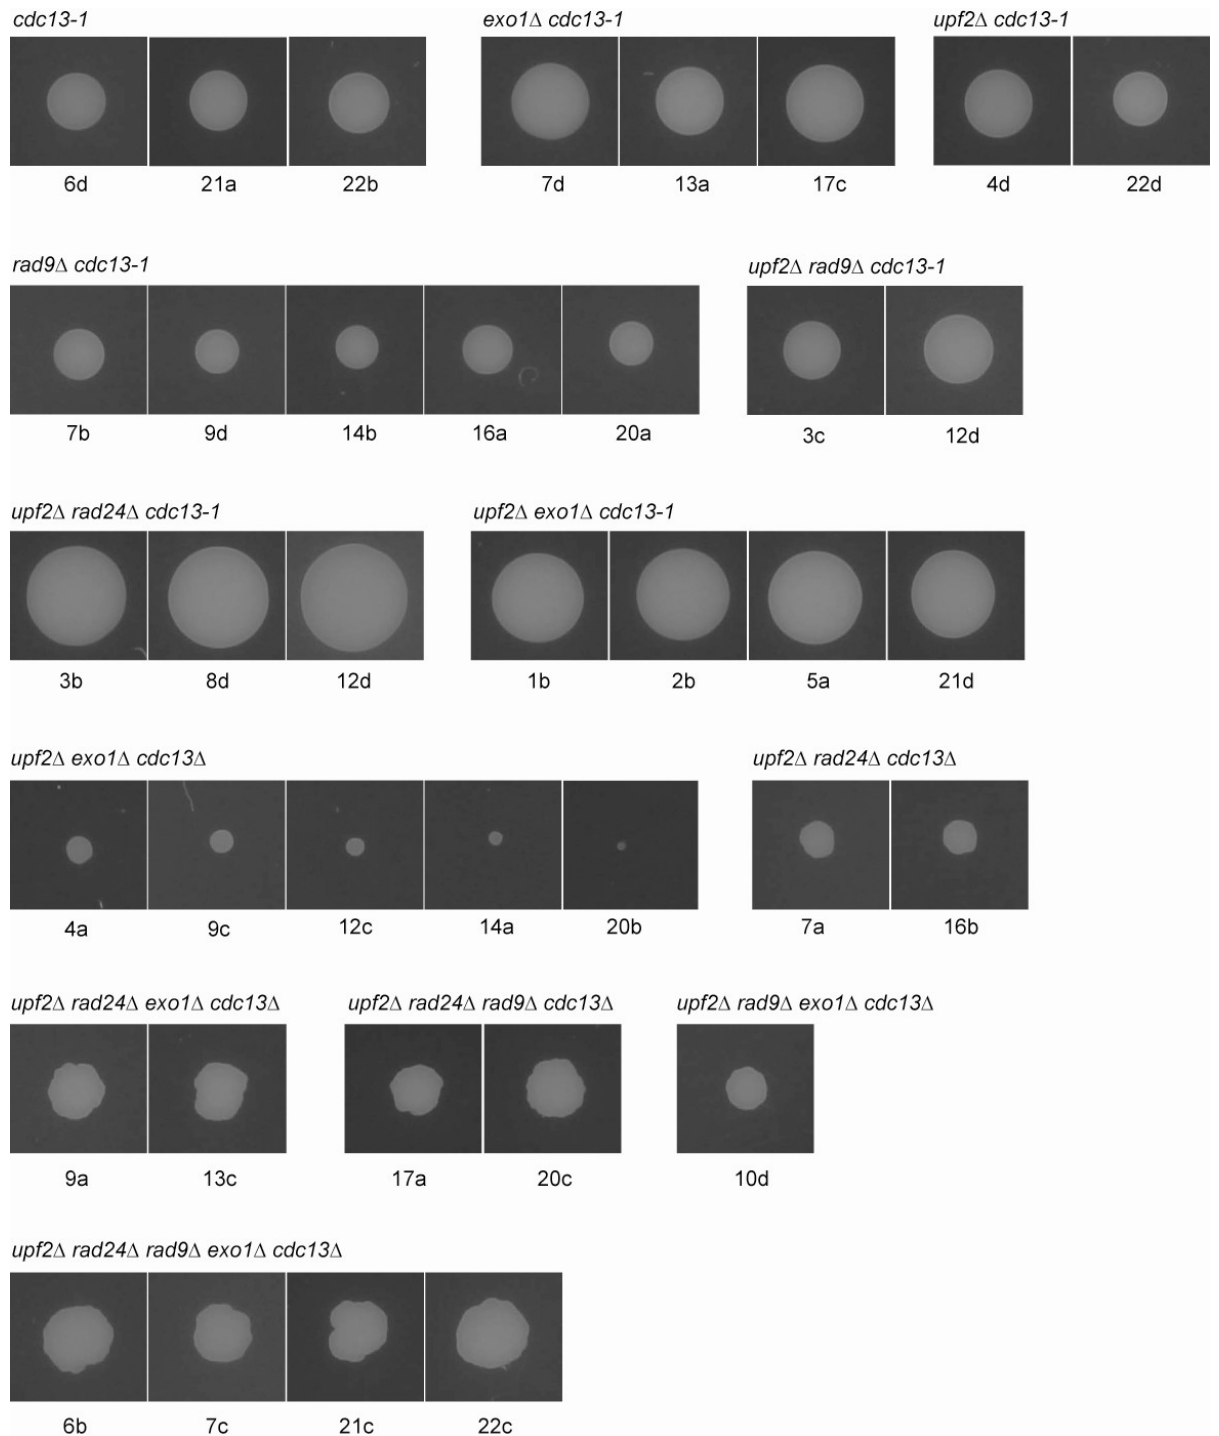 cdc13-1 exo1Δ cdc13-1 upf2Δ cdc13-1
6d 21a 22b 7d 13a 17c 4d 22d
rad9Δ cdc13-1 upf2Δ rad9Δ cdc13-1
7b 9d 14b 16a 20a 3c 12d
upf2Δ rad24Δ cdc13-1 upf2Δ exo1Δ cdc13-1
3b 8d 12d 1b 2b 5a 21d
upf2Δ exo1Δ cdc13Δ upf2Δ rad24Δ cdc13Δ
4a 9c 12c 14a 20b 7a 16b
upf2Δ rad24Δ exo1Δ cdc13Δ upf2Δ rad24Δ rad9Δ cdc13Δ upf2Δ rad9Δ exo1Δ cdc13Δ
9a 13c 17a 20c 10d
upf2Δ rad24Δ rad9Δ exo1Δ cdc13Δ
6b 7c 21c 22c